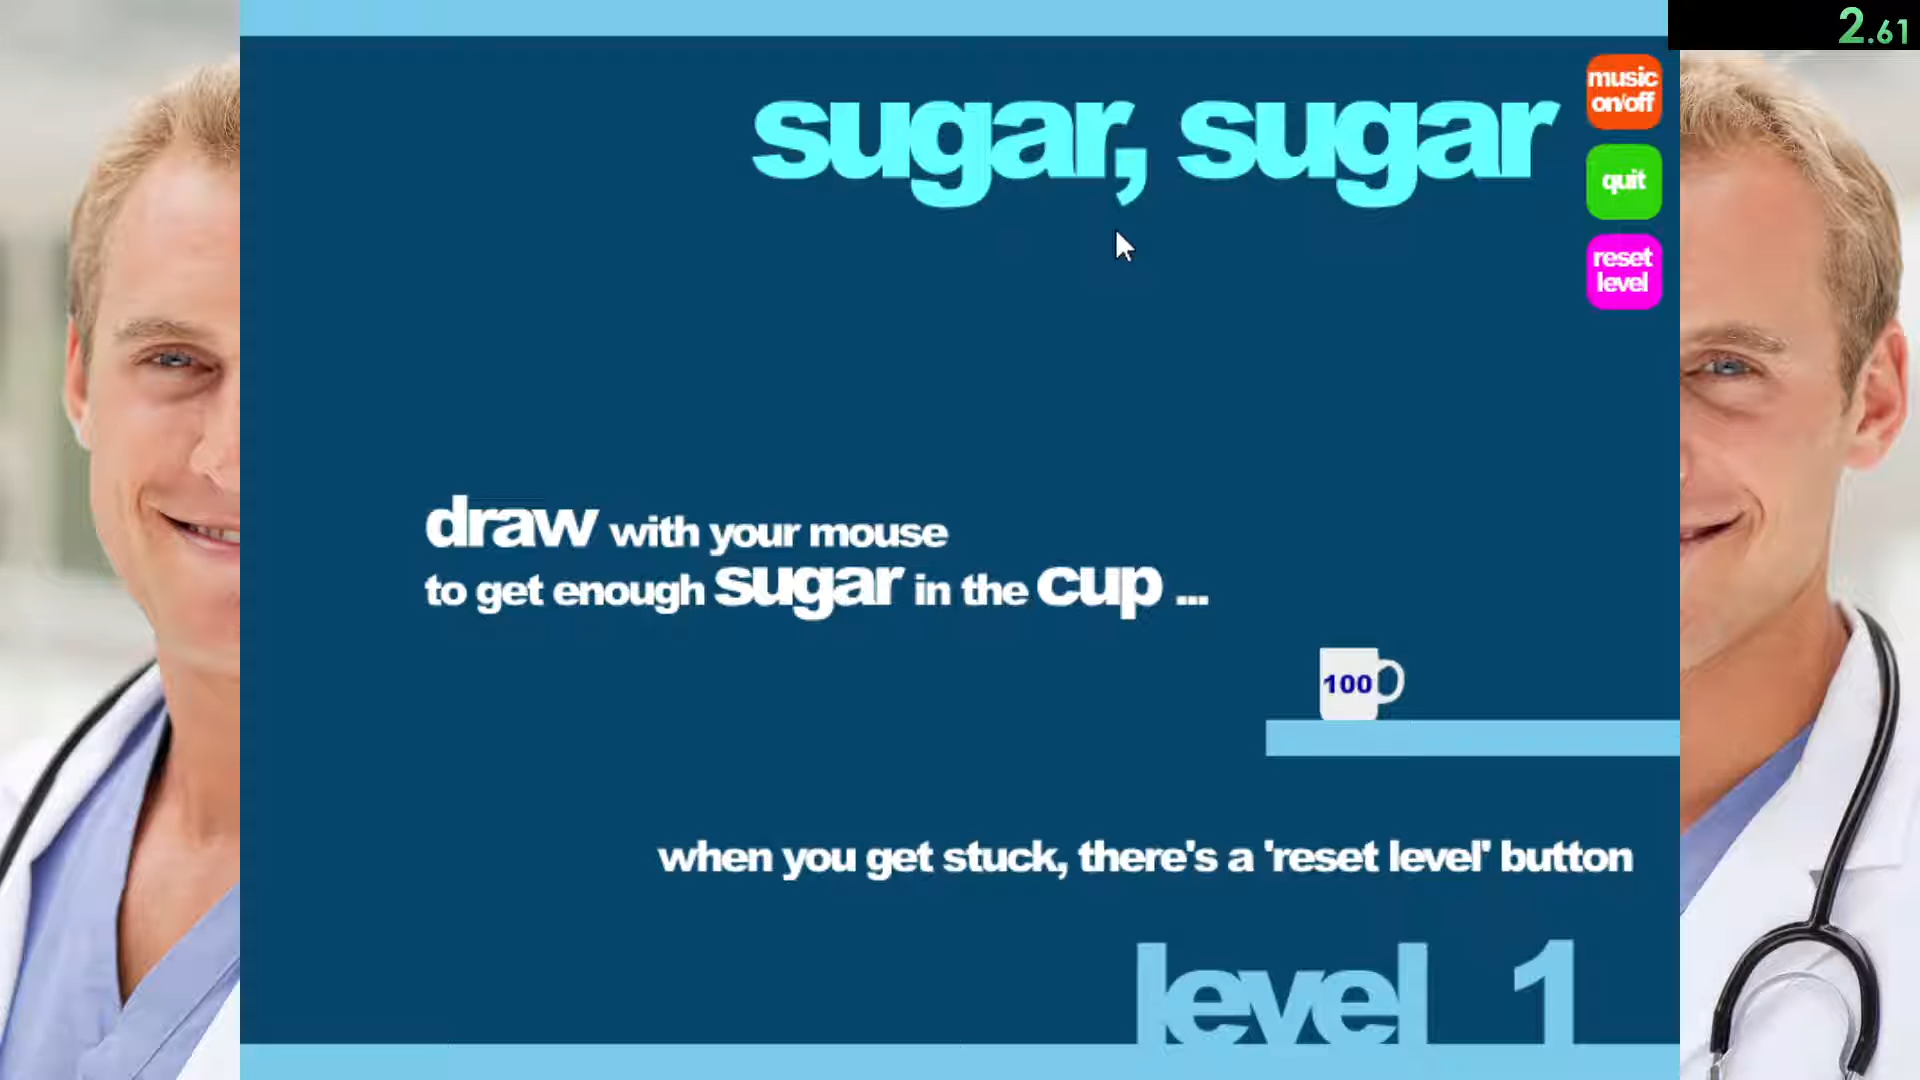 2.61
music
on/off
sugar, sugar
quit
reset
level
draw with your mouse
to get enough sugar in the cup ...
100
when you get stuck, there's a 'reset level' button
level 1